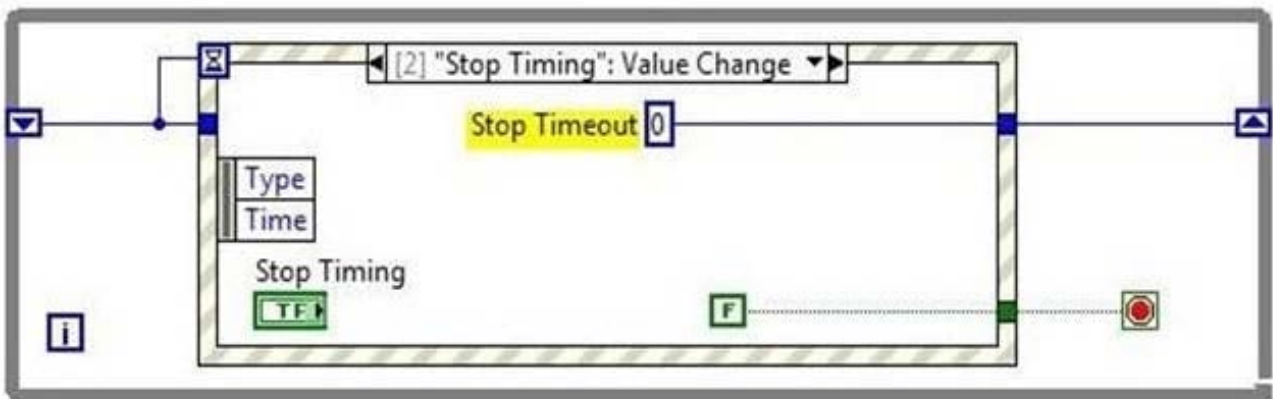 [2] "Stop Timing": Value Change
Stop Timeout 0
Type
Time
Stop Timing
TF
F
i